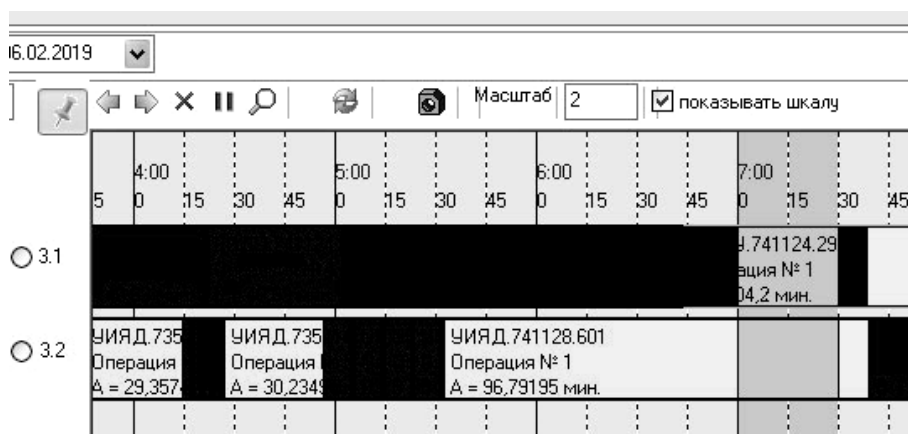 6.02.2019
Масштаб 2 показывать шкалу
4:00 5:00 6:00 7:00
5 0 15 30 45 0 15 30 45 0 15 30 45 0 15 30 45
3.1
У.741124.29
ация № 1
04,2 мин.
3.2
УИЯД.735 УИЯД.735 УИЯД.741128.601
Операция Операция Операция № 1
А = 29,357 А = 30,2349 А = 96,79195 мин.